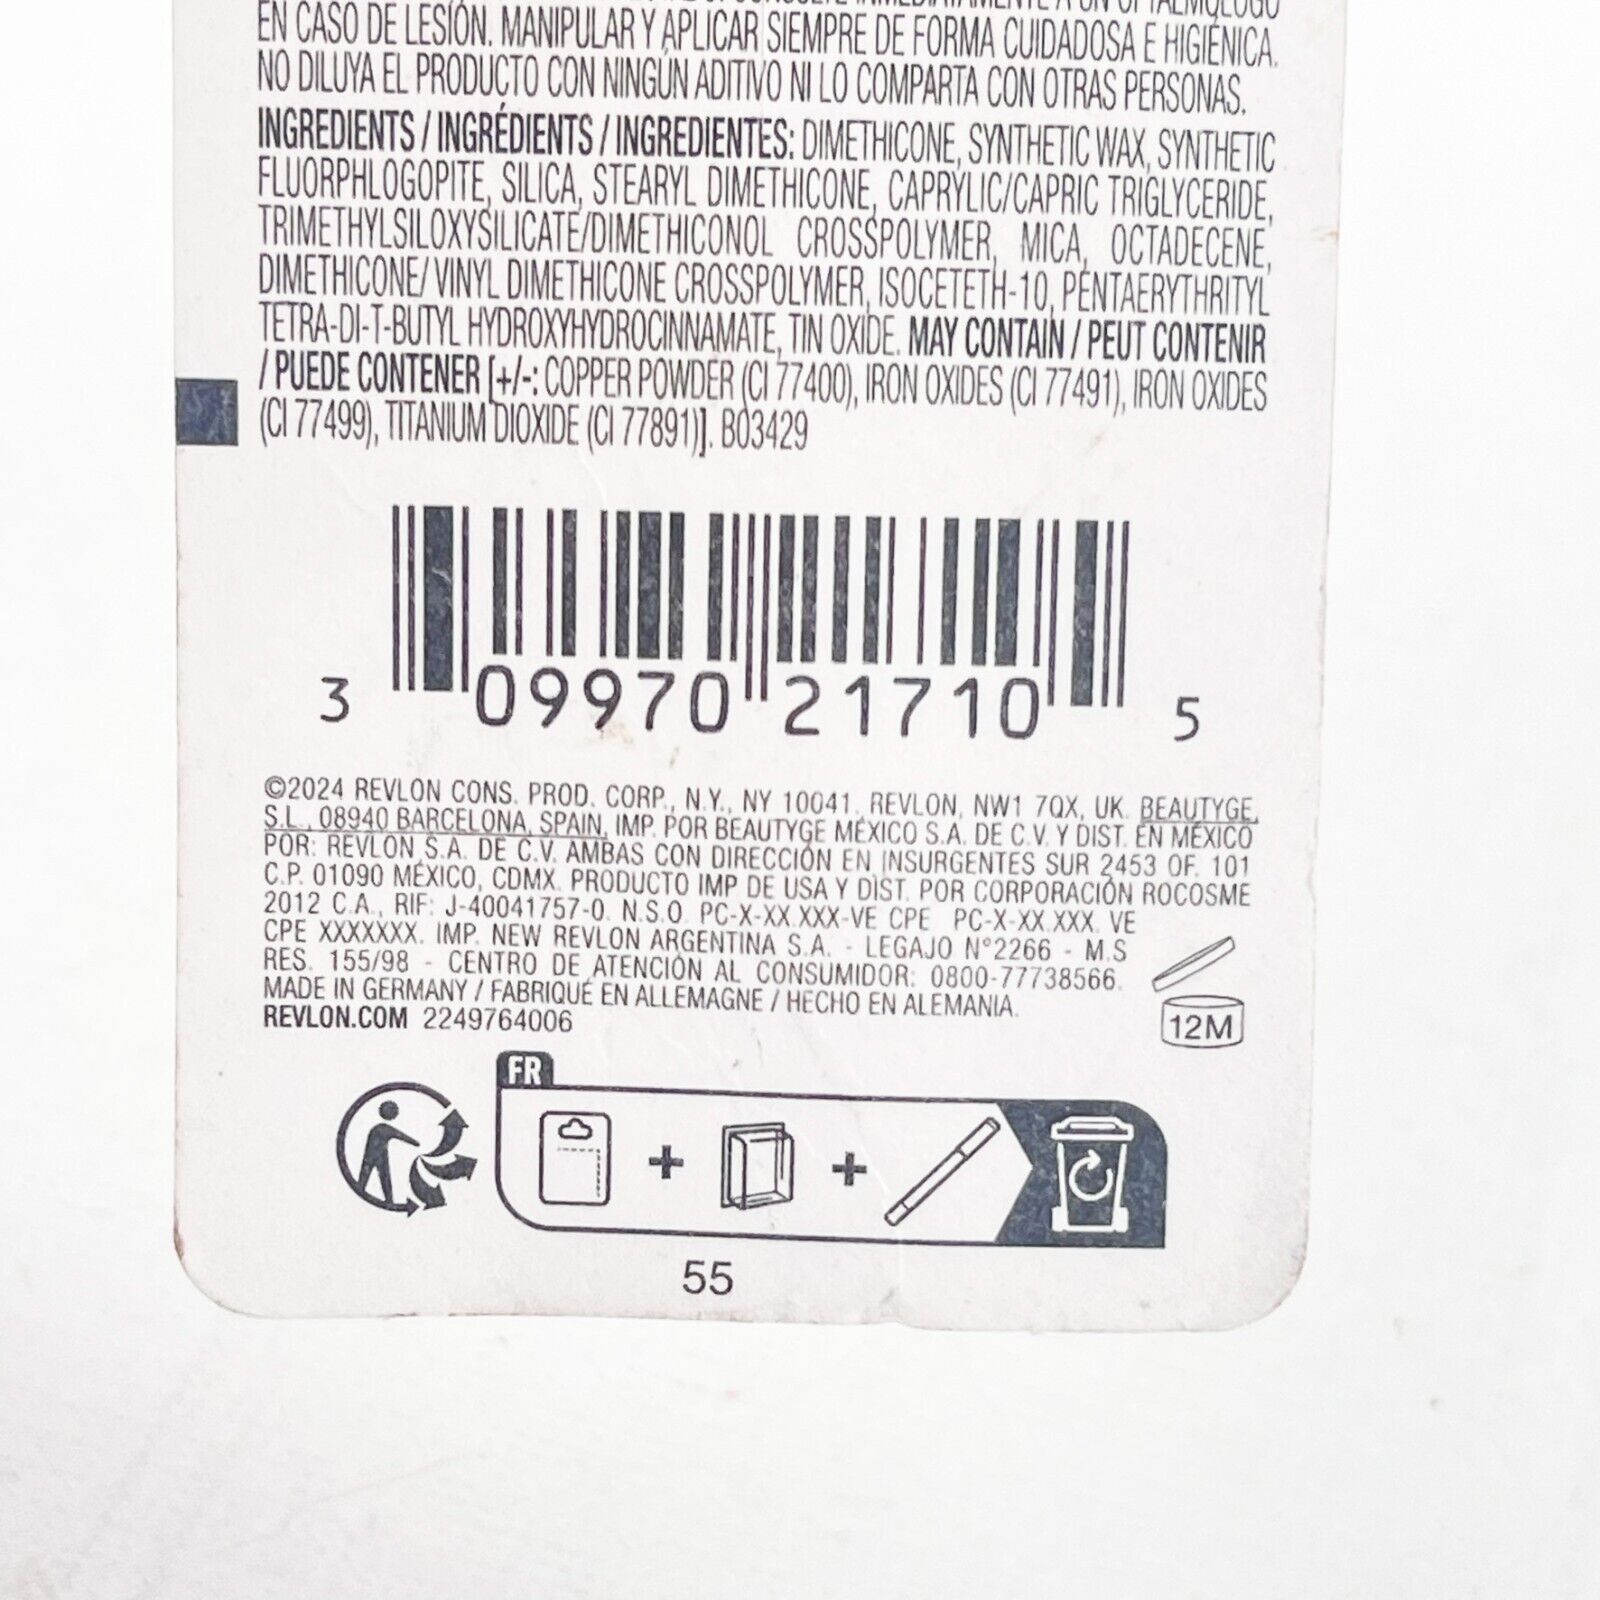 CONSULTE INMEDIATAMENTE A UN OFTALMÓLOGO
EN CASO DE LESIÓN. MANIPULAR Y APLICAR SIEMPRE DE FORMA CUIDADOSA E HIGIÉNICA.
NO DILUYA EL PRODUCTO CON NINGÚN ADITIVO NI LO COMPARTA CON OTRAS PERSONAS.
INGREDIENTS / INGRÉDIENTS / INGREDIENTES: DIMETHICONE, SYNTHETIC WAX, SYNTHETIC
FLUORPHLOGOPITE, SILICA, STEARYL DIMETHICONE, CAPRYLIC/CAPRIC TRIGLYCERIDE,
TRIMETHYLSILOXYSILICATE/DIMETHICONOL CROSSPOLYMER, MICA, OCTADECENE,
DIMETHICONE/ VINYL DIMETHICONE CROSSPOLYMER, ISOCETETH-10, PENTAERYTHRITYL
TETRA-DI-T-BUTYL HYDROXYHYDROCINNAMATE, TIN OXIDE. MAY CONTAIN / PEUT CONTENIR
/ PUEDE CONTENER [+/-: COPPER POWDER (CI 77400), IRON OXIDES (CI 77491), IRON OXIDES
(CI 77499), TITANIUM DIOXIDE (CI 77891)]. B03429
3 09970 21710 5
©2024 REVLON CONS. PROD. CORP., N.Y., NY 10041, REVLON, NW1 7QX, UK. BEAUTYGE,
S.L., 08940 BARCELONA, SPAIN, IMP. POR BEAUTYGE MÉXICO S.A. DE C.V. Y DIST. EN MÉXICO
POR: REVLON S.A. DE C.V. AMBAS CON DIRECCIÓN EN INSURGENTES SUR 2453 OF. 101
C.P. 01090 MÉXICO, CDMX. PRODUCTO IMP DE USA Y DIST. POR CORPORACIÓN ROCOSME
2012 C.A., RIF: J-40041757-0. N.S.O. PC-X-XX.XXX-VE CPE PC-X-XX.XXX. VE
CPE XXXXXXX. IMP. NEW REVLON ARGENTINA S.A. - LEGAJO N°2266 - M.S
RES. 155/98 - CENTRO DE ATENCIÓN AL CONSUMIDOR: 0800-77738566.
MADE IN GERMANY / FABRIQUÉ EN ALLEMAGNE / HECHO EN ALEMANIA.
REVLON.COM 2249764006
12M
FR
55